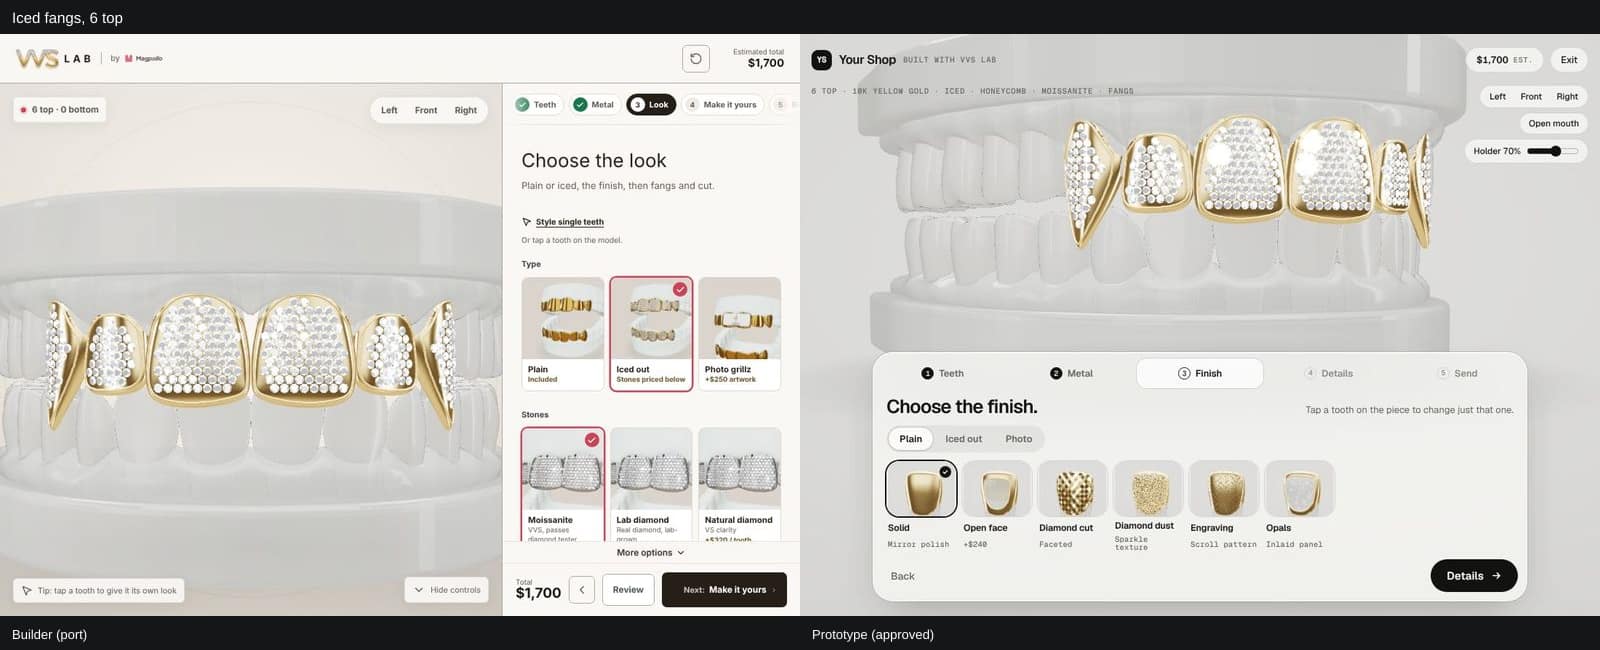 Iced fangs, 6 top
VVS LAB by Magpodo
Estimated total
$1,700
6 top · 0 bottom
Left Front Right
Teeth Metal 3 Look 4 Make it yours 5
Choose the look
Plain or iced, the finish, then fangs and cut.
Style single teeth
Or tap a tooth on the model.
Type
Plain
Included
Iced out
Stones priced below
Photo grillz
+$250 artwork
Stones
Moissanite
VVS, passes
diamond tester
Lab diamond
Real diamond, lab-
grown
Natural diamond
VS clarity
+$320 / tooth
More options
Tip: tap a tooth to give it its own look
Hide controls
Total
$1,700
Review
Next: Make it yours
Builder (port)
YS Your Shop BUILT WITH VVS LAB
$1,700 EST. Exit
6 TOP · 10K YELLOW GOLD · ICED · HONEYCOMB · MOISSANITE · FANGS
Left Front Right
Open mouth
Holder 70%
1 Teeth 2 Metal 3 Finish 4 Details 5 Send
Choose the finish.
Tap a tooth on the piece to change just that one.
Plain Iced out Photo
Solid
Mirror polish
Open face
+$240
Diamond cut
Faceted
Diamond dust
Sparkle
texture
Engraving
Scroll pattern
Opals
Inlaid panel
Back
Details
Prototype (approved)